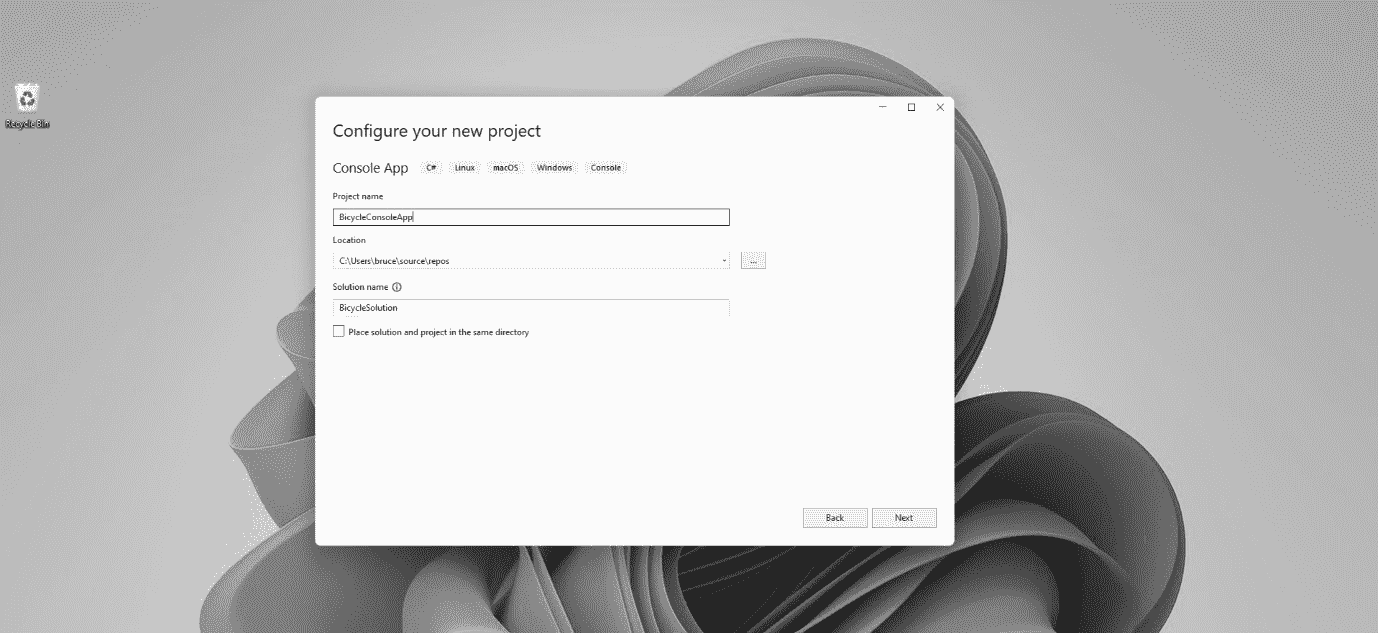 Recycle Bin
Configure your new project
Console App C# Linux macOS Windows Console
Project name
BicycleConsoleApp
Location
C:\Users\bruce\source\repos
...
Solution name
BicycleSolution
Place solution and project in the same directory
Back Next